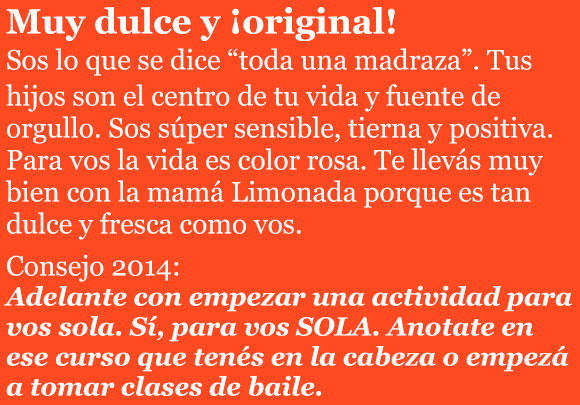 Muy dulce y ¡original!
Sos lo que se dice “toda una madraza”. Tus
hijos son el centro de tu vida y fuente de
orgullo. Sos súper sensible, tierna y positiva.
Para vos la vida es color rosa. Te llevás muy
bien con la mamá Limonada porque es tan
dulce y fresca como vos.
Consejo 2014:
Adelante con empezar una actividad para
vos sola. Sí, para vos SOLA. Anotate en
ese curso que tenés en la cabeza o empezá
a tomar clases de baile.